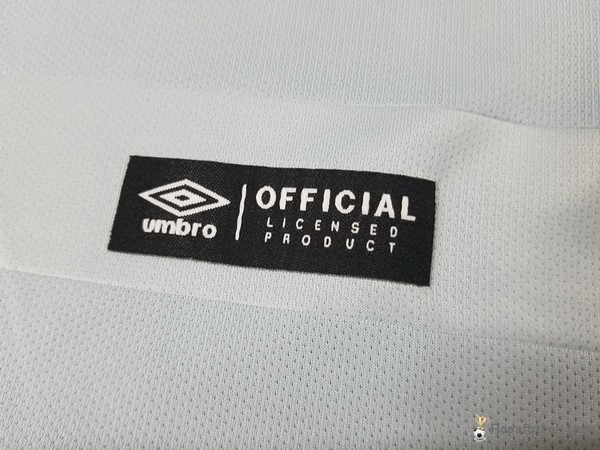 umbro
OFFICIAL
LICENSED
PRODUCT